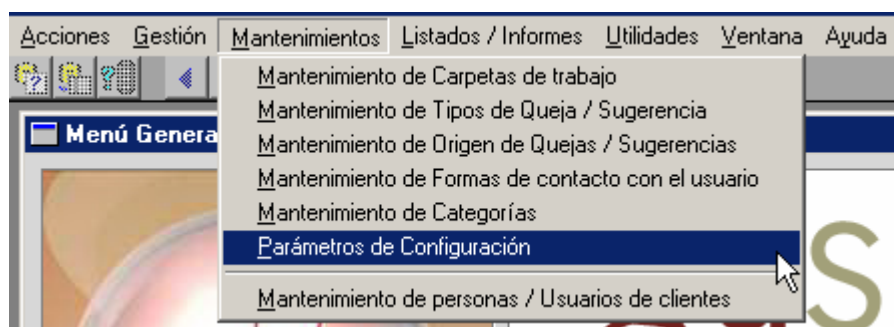 Acciones Gestión Mantenimientos Listados / Informes Utilidades Ventana Ayuda
Mantenimiento de Carpetas de trabajo
Mantenimiento de Tipos de Queja / Sugerencia
Menú Genera
Mantenimiento de Origen de Quejas / Sugerencias
Mantenimiento de Formas de contacto con el usuario
Mantenimiento de Categorías
Parámetros de Configuración
Mantenimiento de personas / Usuarios de clientes